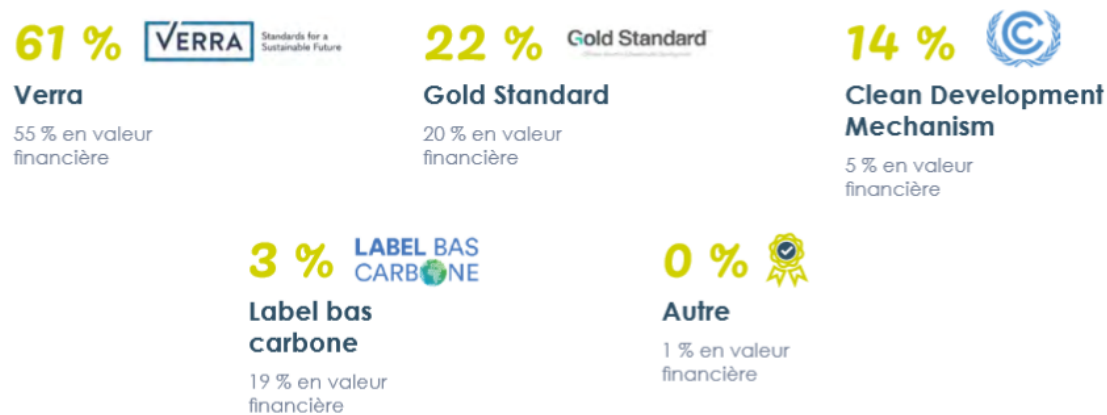 61 %
VERRA
Standards for a
Sustainable Future
Verra
55 % en valeur
financière
22 %
Gold Standard
Gold Standard
20 % en valeur
financière
14 %
Clean Development
Mechanism
5 % en valeur
financière
3 %
LABEL BAS
CARBONE
Label bas
carbone
19 % en valeur
financière
0 %
Autre
1 % en valeur
financière